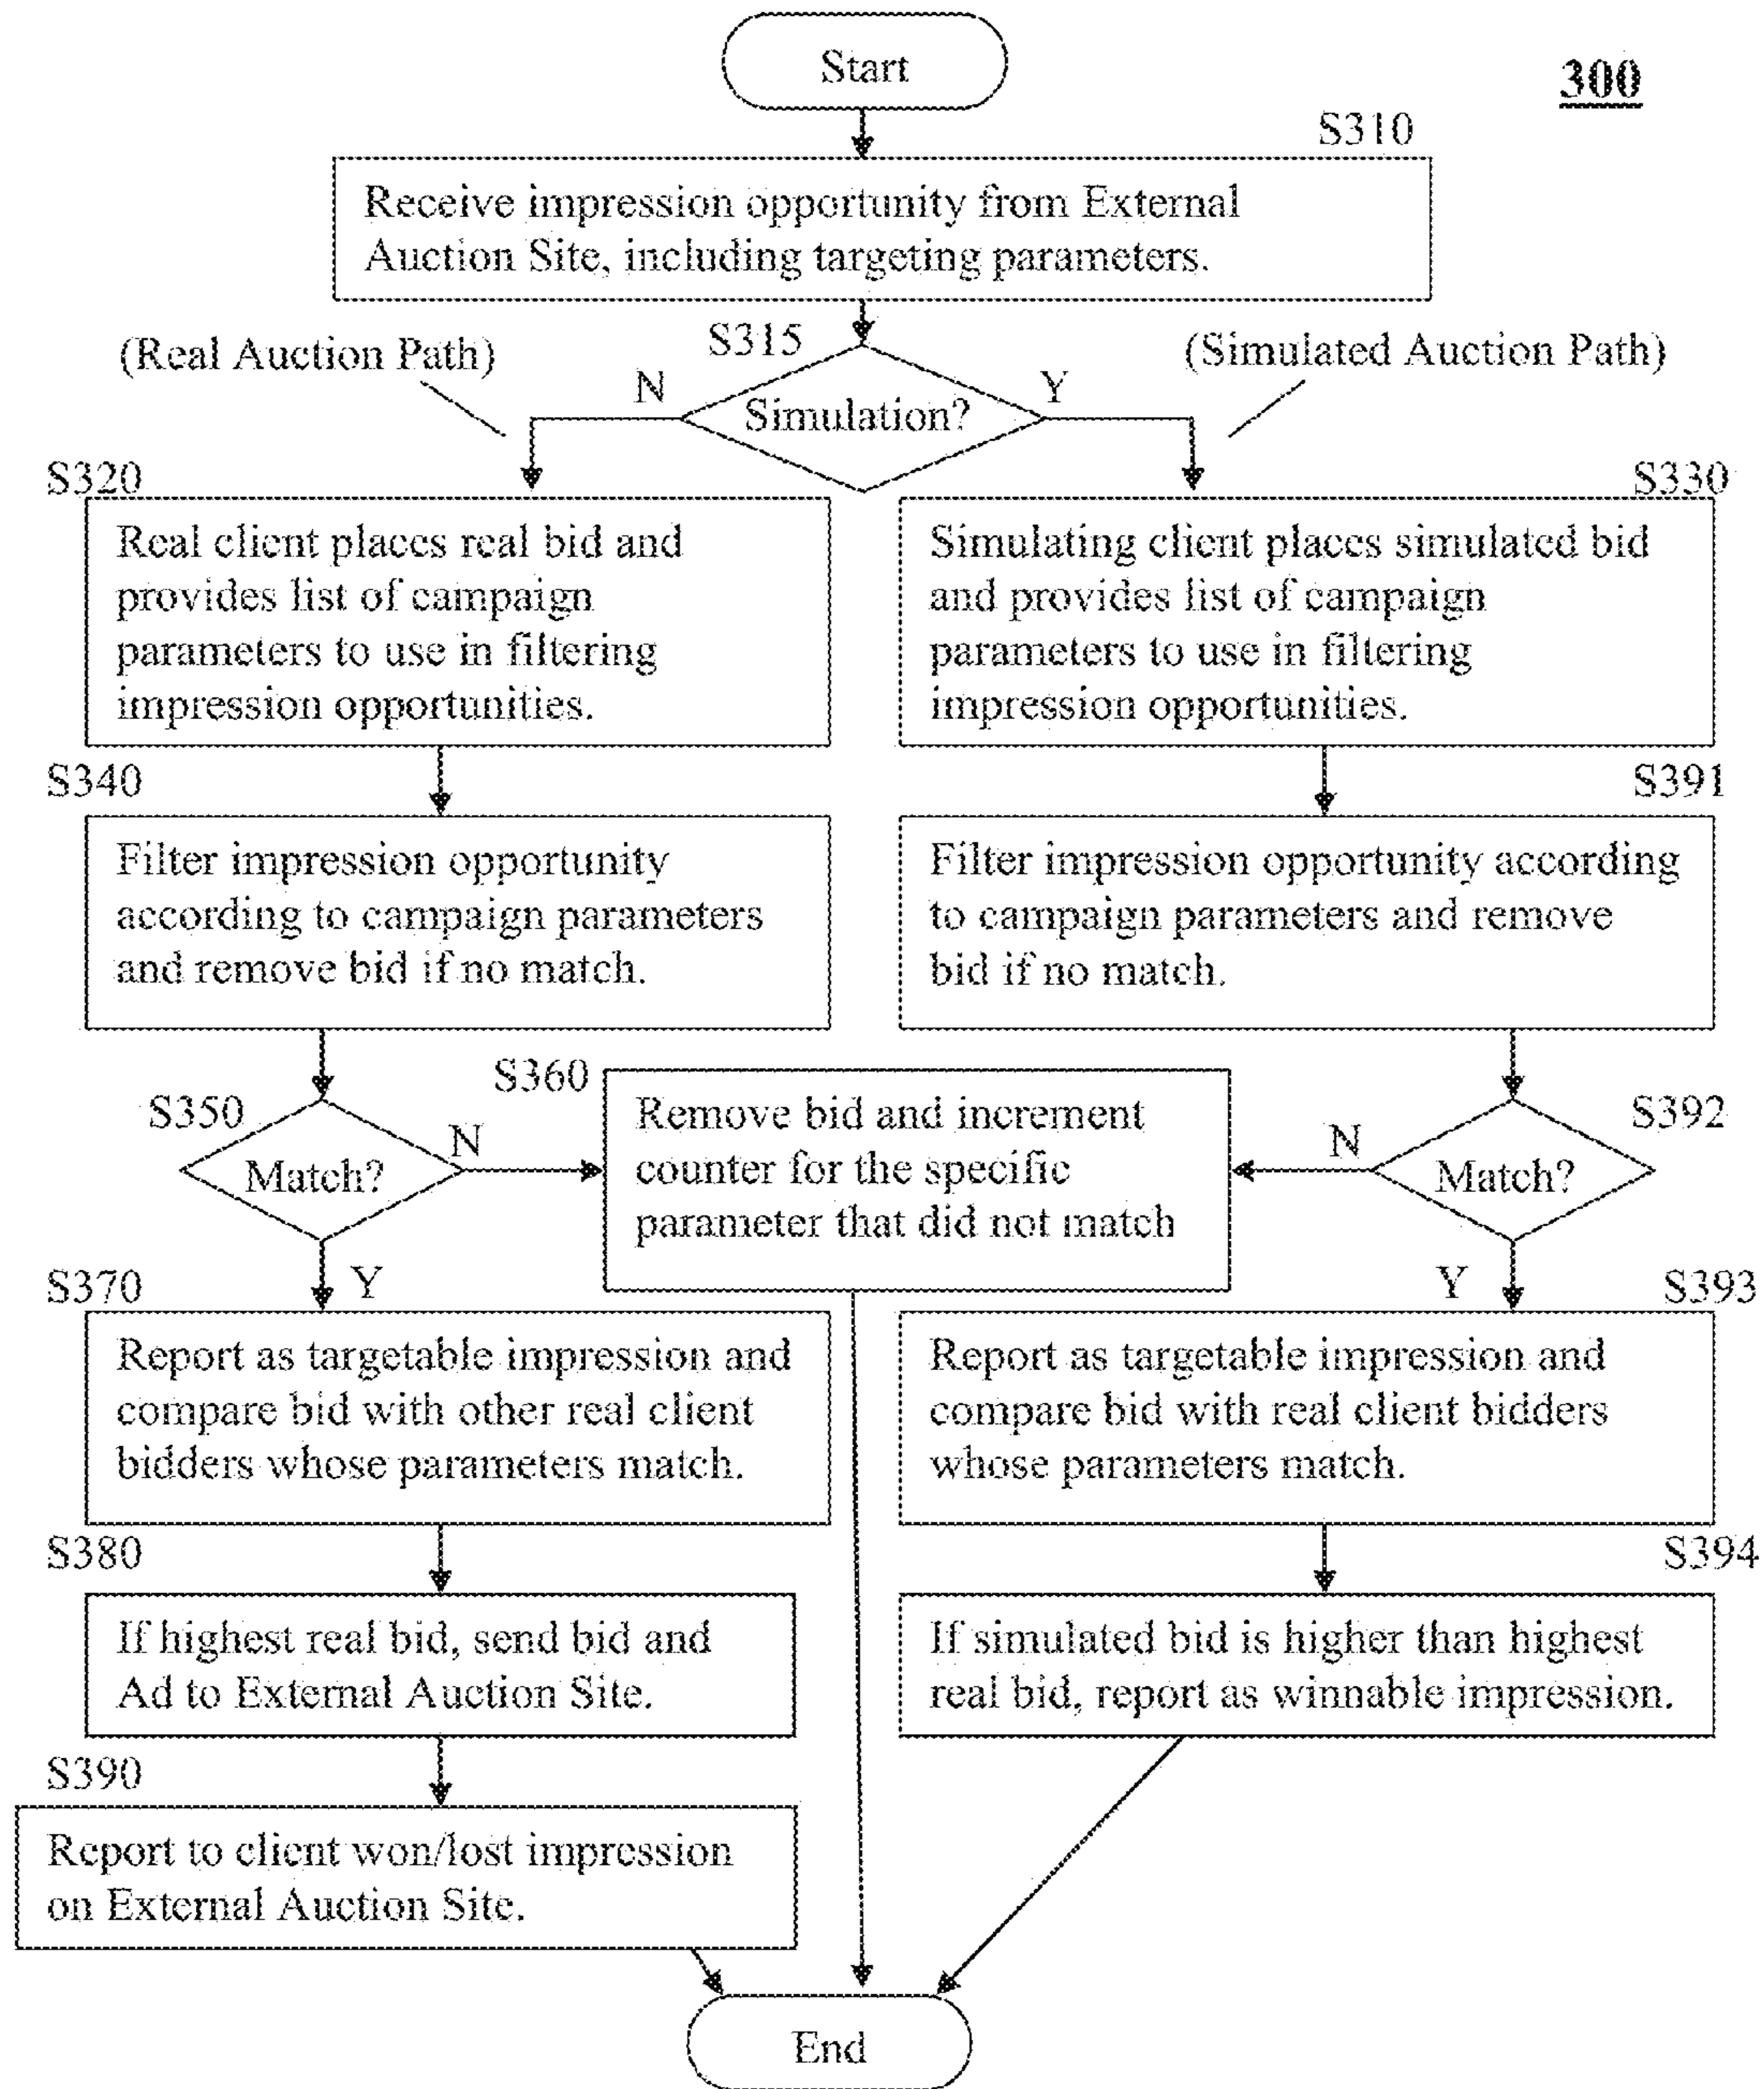 Start
300
S310
Receive impression opportunity from External
Auction Site, including targeting parameters.
S315
(Real Auction Path)
(Simulated Auction Path)
N
Y
Simulation?
S320
Real client places real bid and
provides list of campaign
parameters to use in filtering
impression opportunities.
S330
Simulating client places simulated bid
and provides list of campaign
parameters to use in filtering
impression opportunities.
S340
Filter impression opportunity
according to campaign parameters
and remove bid if no match.
S391
Filter impression opportunity according
to campaign parameters and remove
bid if no match.
S350
Match?
N
S360
Remove bid and increment
counter for the specific
parameter that did not match
S392
N
Match?
Y
S370
Report as targetable impression and
compare bid with other real client
bidders whose parameters match.
Y
S393
Report as targetable impression and
compare bid with real client bidders
whose parameters match.
S380
If highest real bid, send bid and
Ad to External Auction Site.
S394
If simulated bid is higher than highest
real bid, report as winnable impression.
S390
Report to client won/lost impression
on External Auction Site.
End